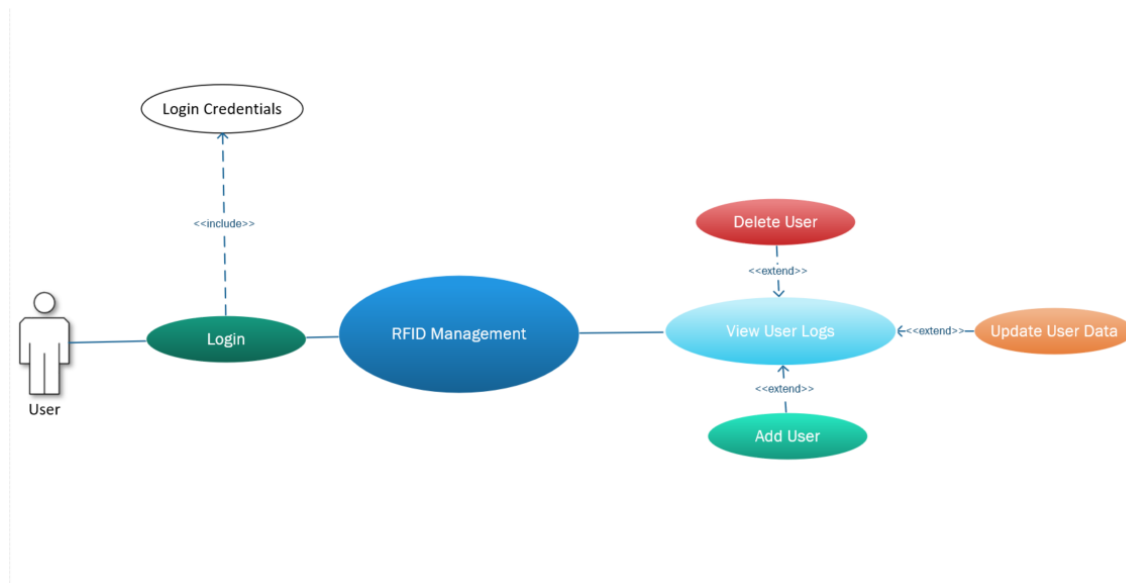 Login Credentials
<<include>>
Delete User
<<extend>>
Login
RFID Management
View User Logs
<<extend>>
Update User Data
<<extend>>
User
Add User